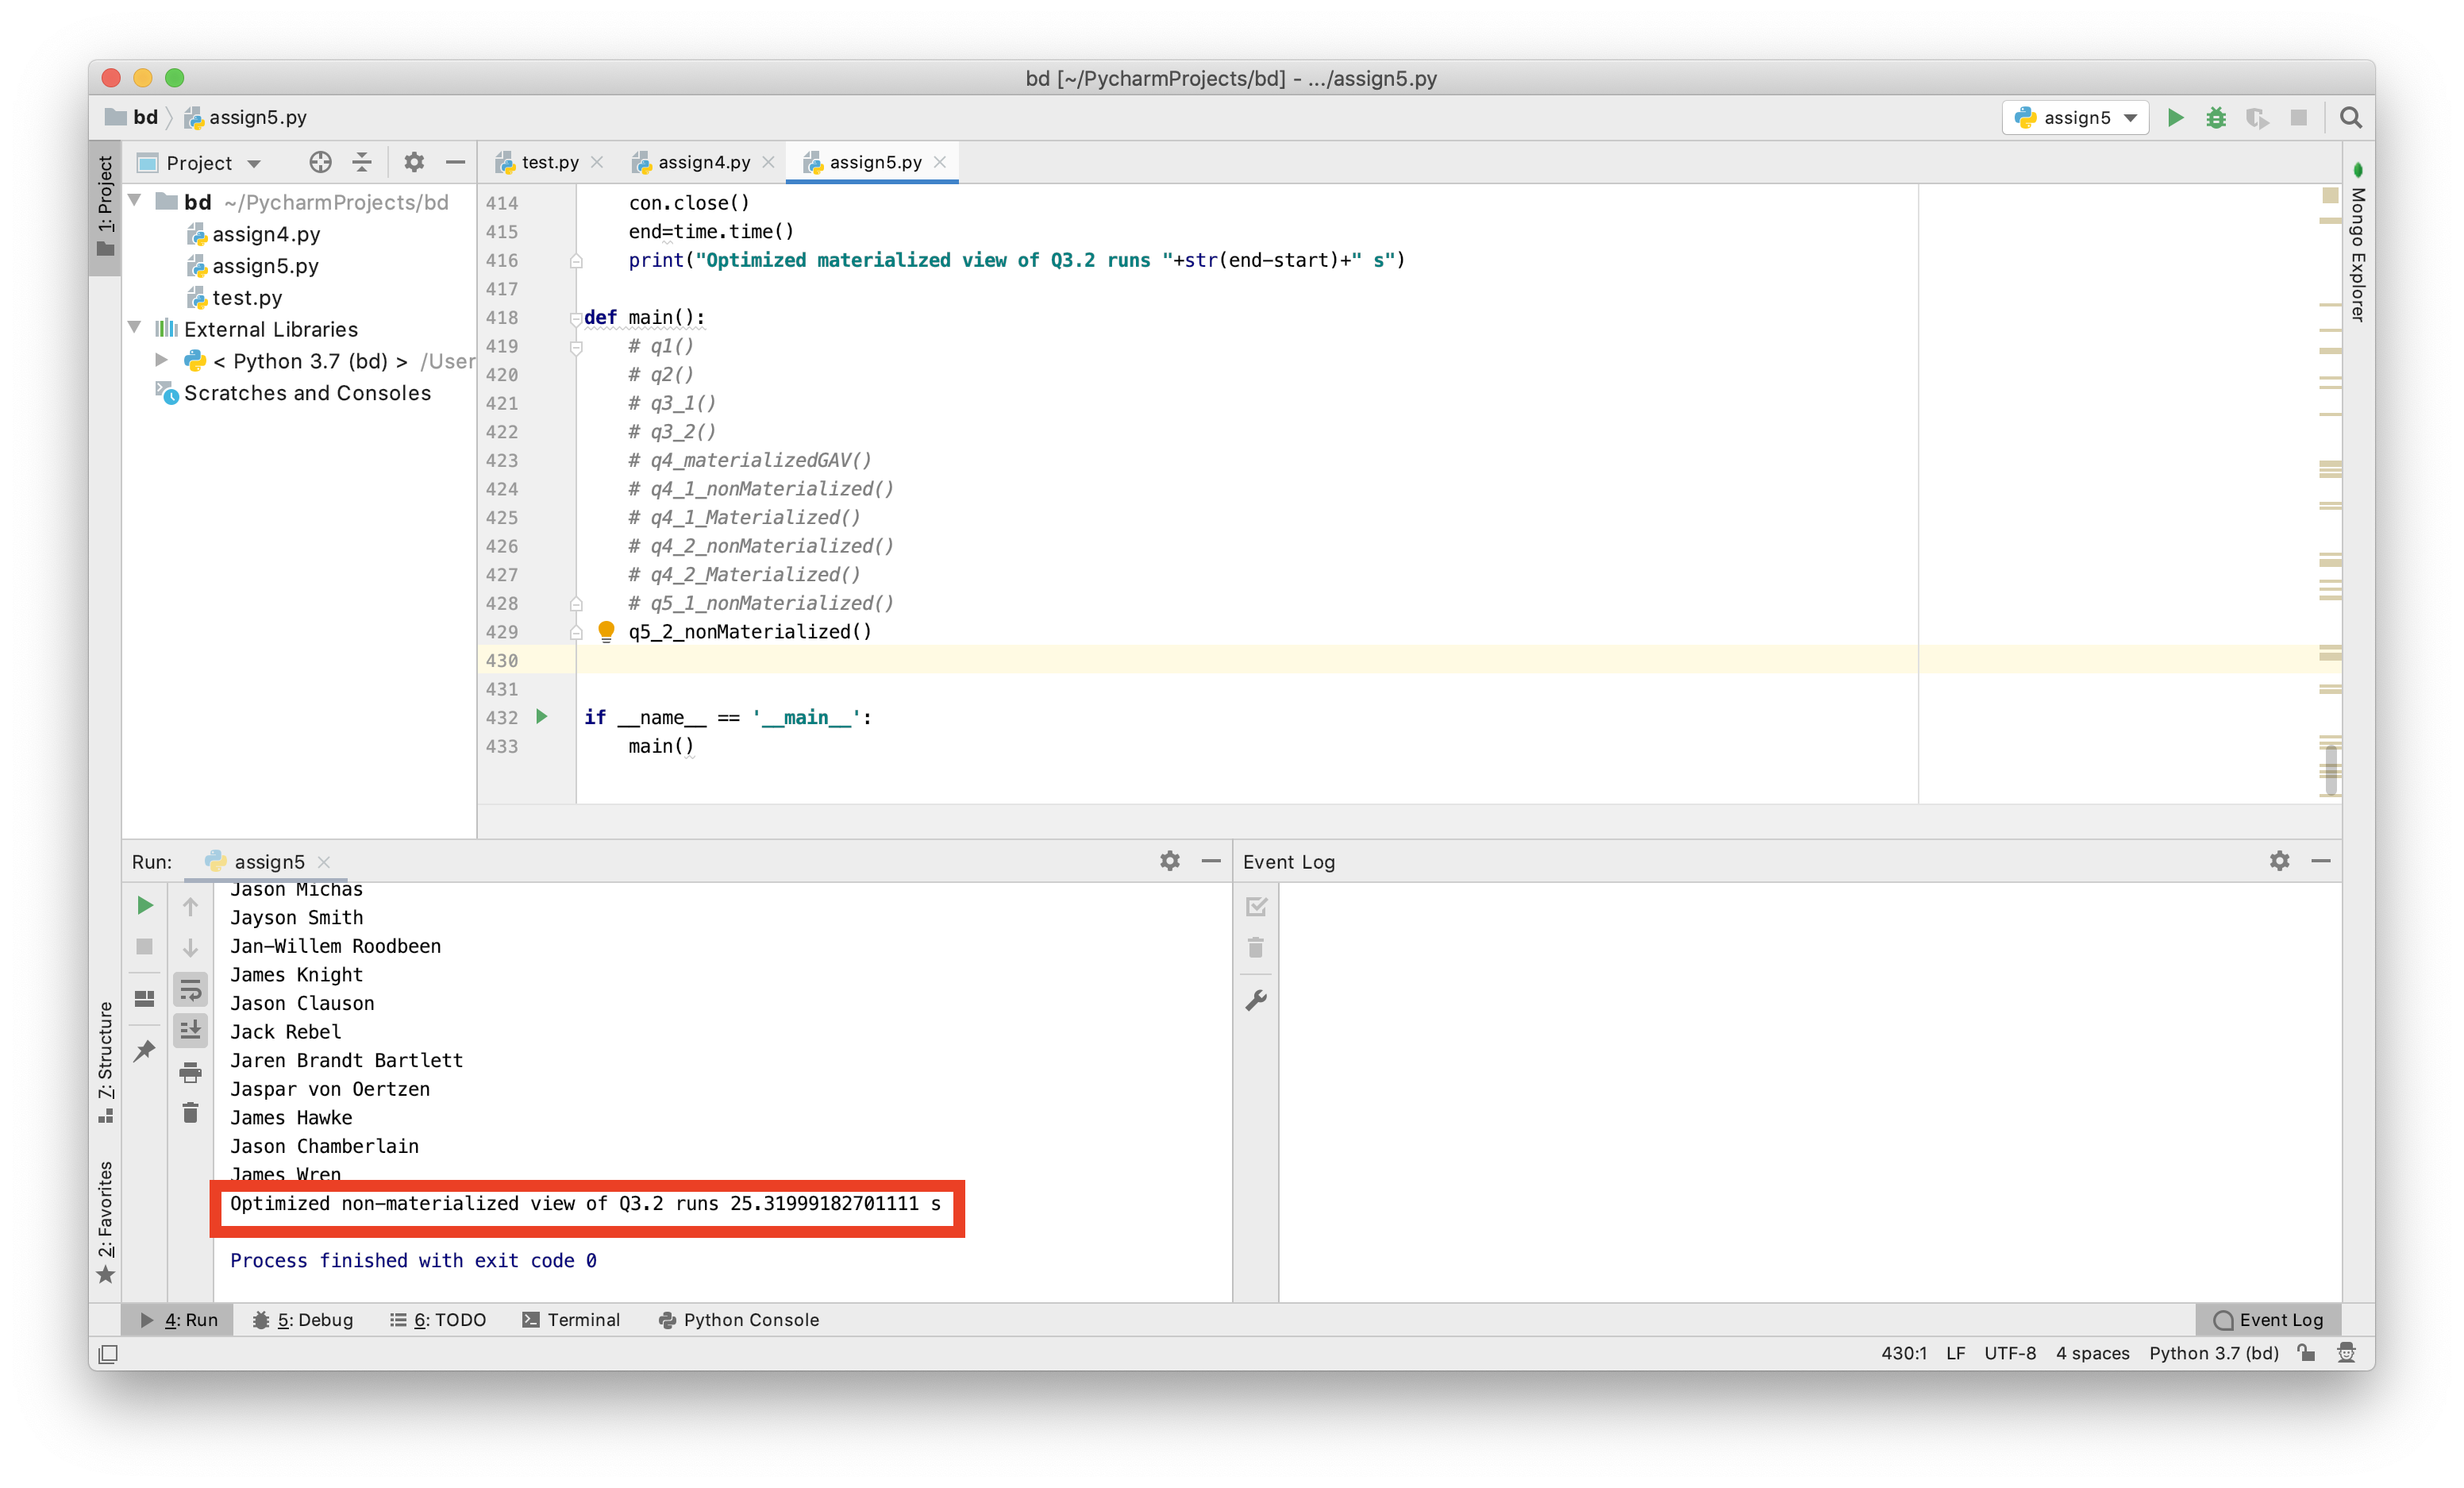 bd [~/PycharmProjects/bd] - .../assign5.py
bd assign5.py
assign5
1: Project
Project
test.py
assign4.py
assign5.py
Mongo Explorer
bd ~/PycharmProjects/bd
assign4.py
assign5.py
test.py
External Libraries
< Python 3.7 (bd) > /User
Scratches and Consoles
414 con.close()
415 end=time.time()
416 print("Optimized materialized view of Q3.2 runs "+str(end-start)+" s")
417
418 def main():
419 # q1()
420 # q2()
421 # q3_1()
422 # q3_2()
423 # q4_materializedGAV()
424 # q4_1_nonMaterialized()
425 # q4_1_Materialized()
426 # q4_2_nonMaterialized()
427 # q4_2_Materialized()
428 # q5_1_nonMaterialized()
429 q5_2_nonMaterialized()
430
431
432 if __name__ == '__main__':
433 main()
Run: assign5
Event Log
7: Structure
2: Favorites
Jason Michas
Jayson Smith
Jan-Willem Roodbeen
James Knight
Jason Clauson
Jack Rebel
Jaren Brandt Bartlett
Jaspar von Oertzen
James Hawke
Jason Chamberlain
James Wren
Optimized non-materialized view of Q3.2 runs 25.31999182701111 s
Process finished with exit code 0
4: Run 5: Debug 6: TODO Terminal Python Console Event Log
430:1 LF UTF-8 4 spaces Python 3.7 (bd)